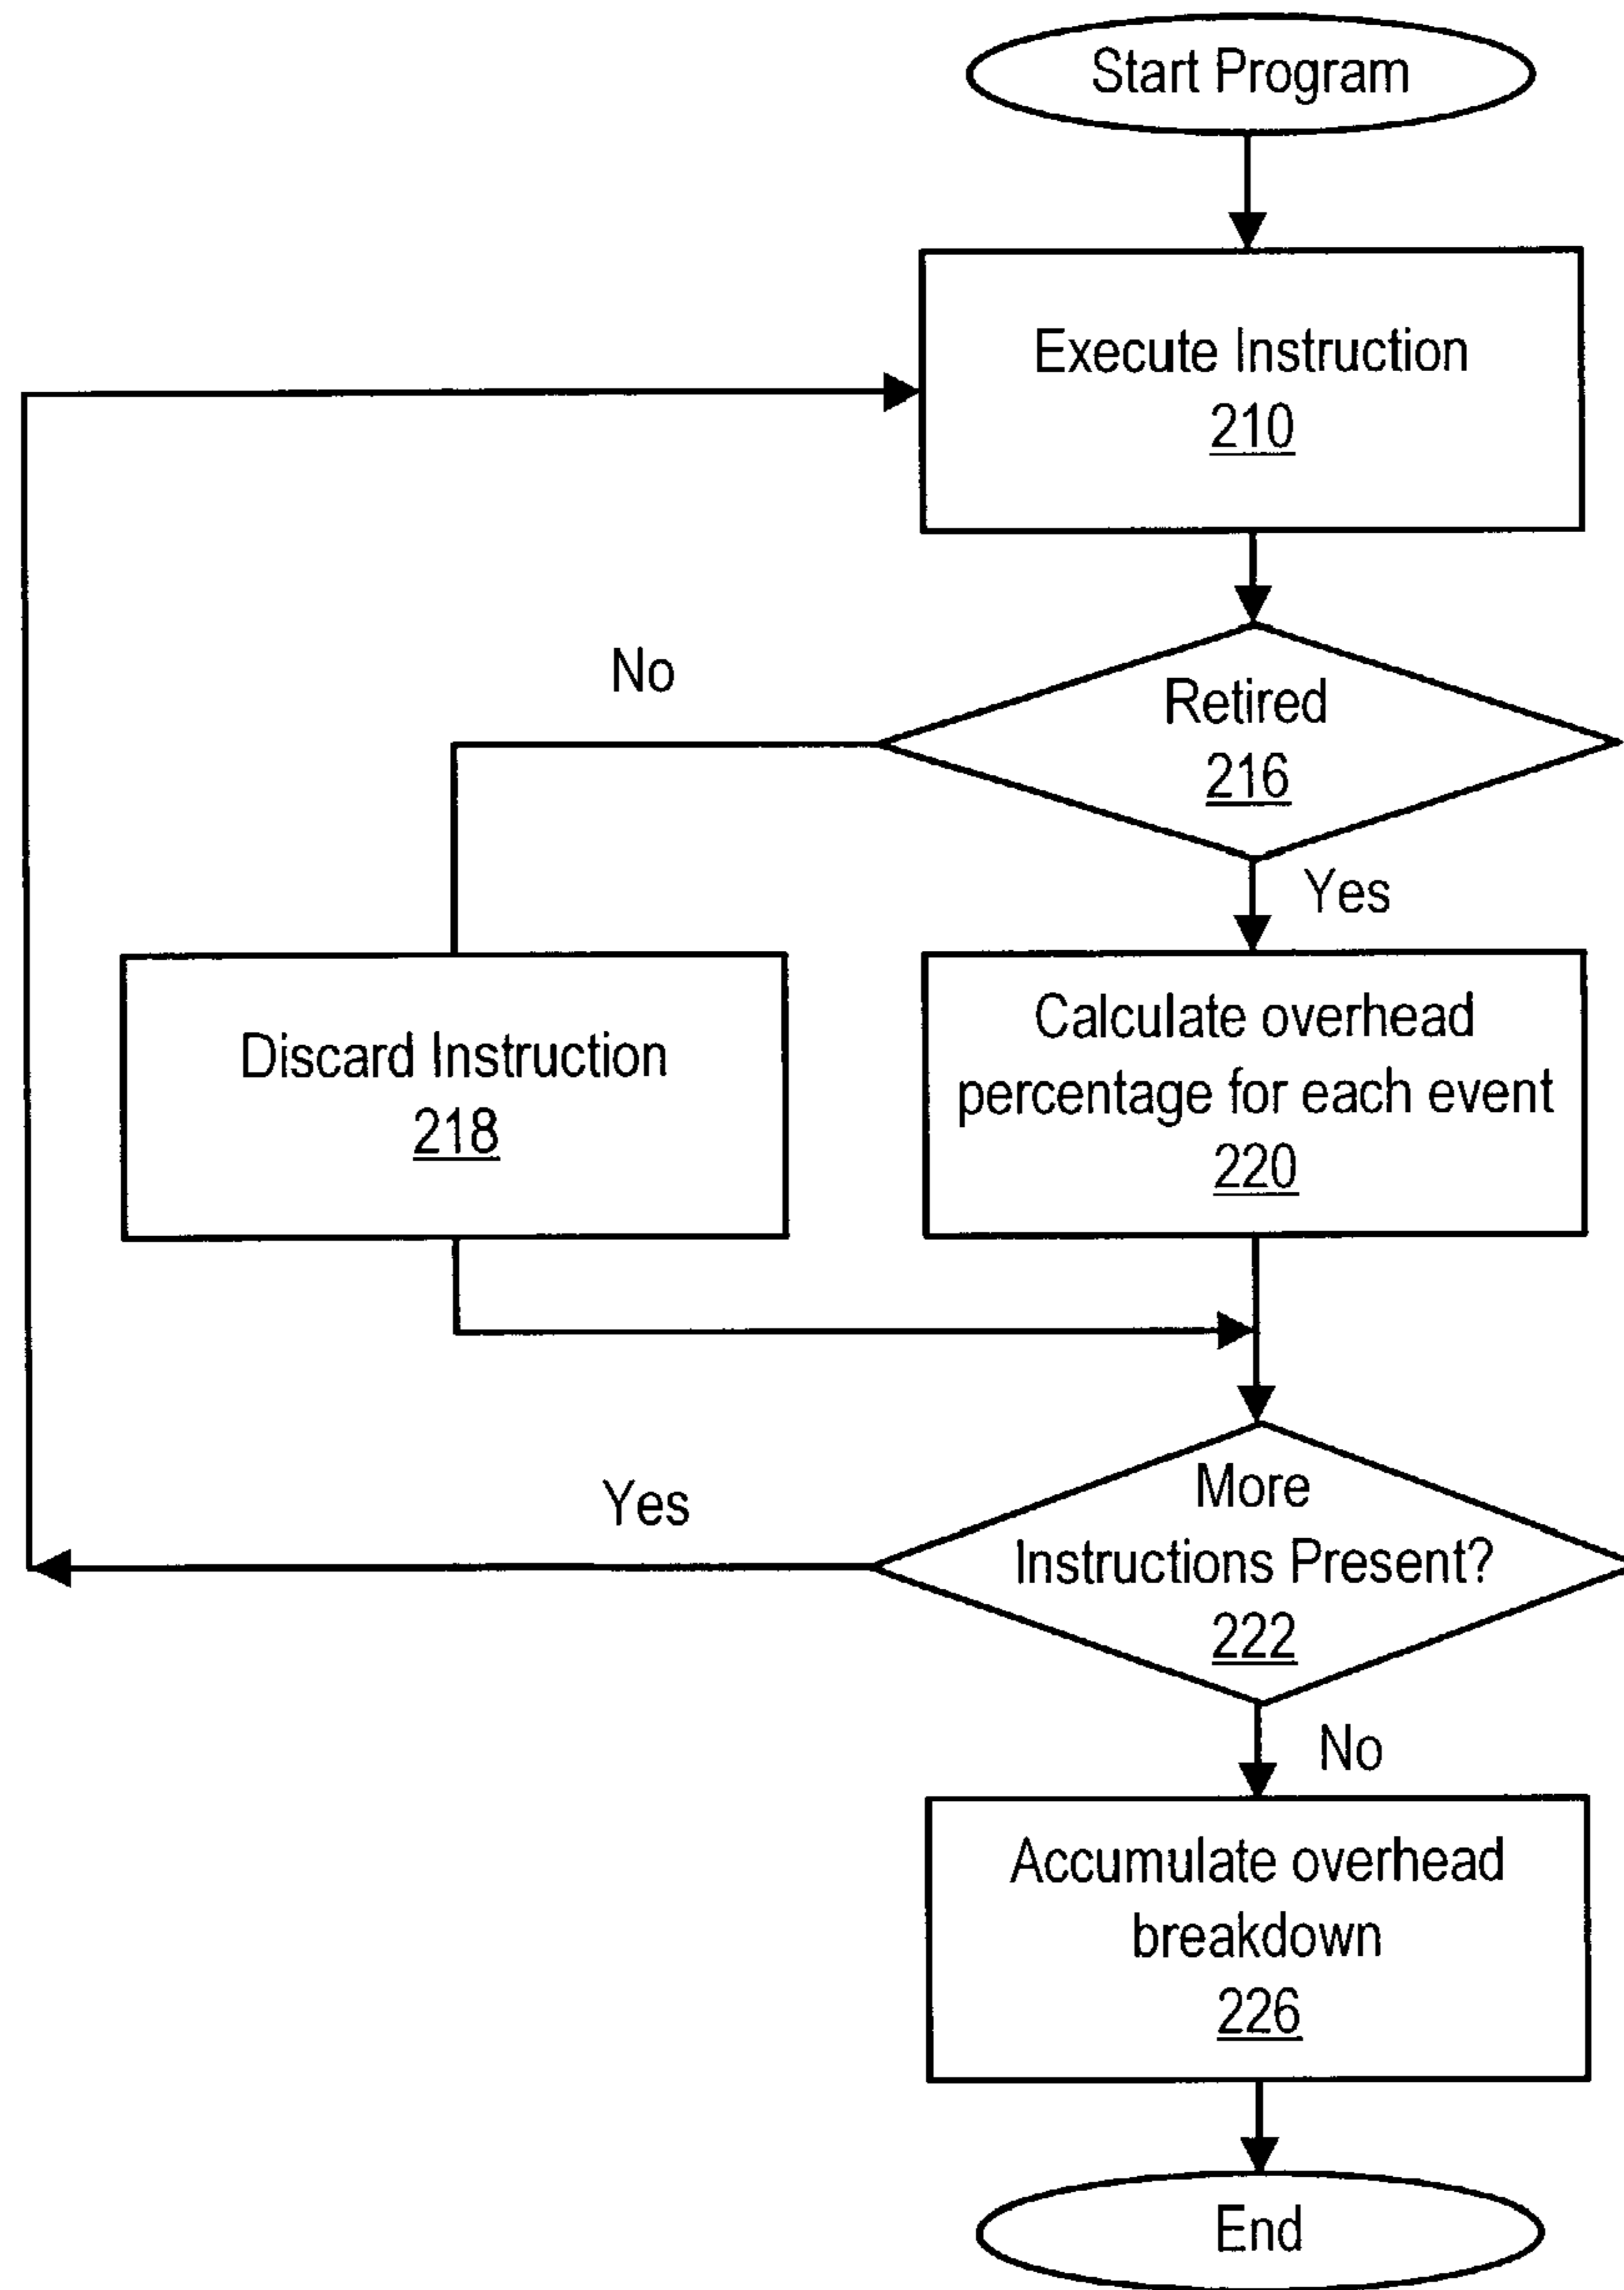 Start Program
Execute Instruction
210
No
Retired
216
Yes
Discard Instruction
218
Calculate overhead
percentage for each event
220
Yes
More
Instructions Present?
222
No
Accumulate overhead
breakdown
226
End